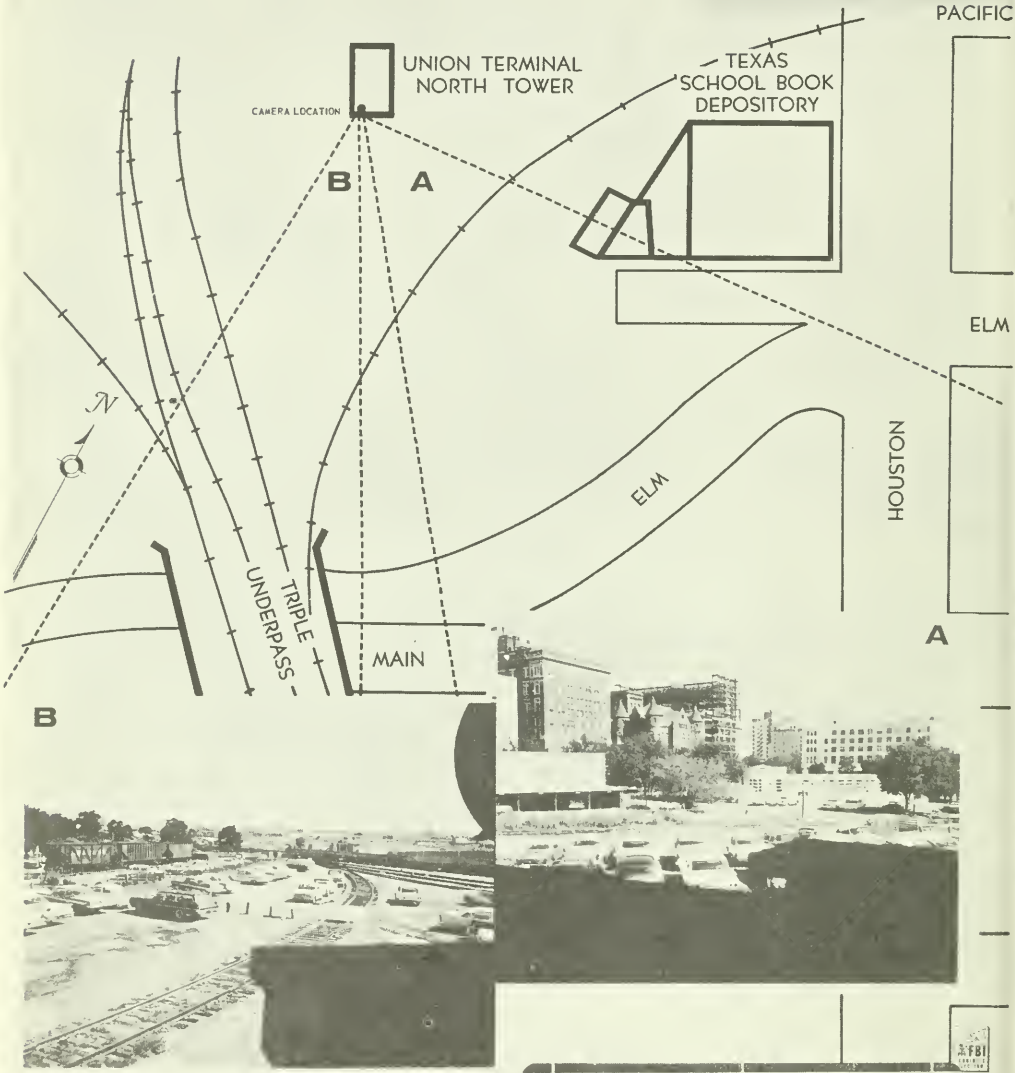 PACIFIC
UNION TERMINAL
NORTH TOWER
TEXAS
SCHOOL BOOK
DEPOSITORY
CAMERA LOCATION
B
A
ELM
N
HOUSTON
ELM
TRIPLE
UNDERPASS
MAIN
A
B
FBI